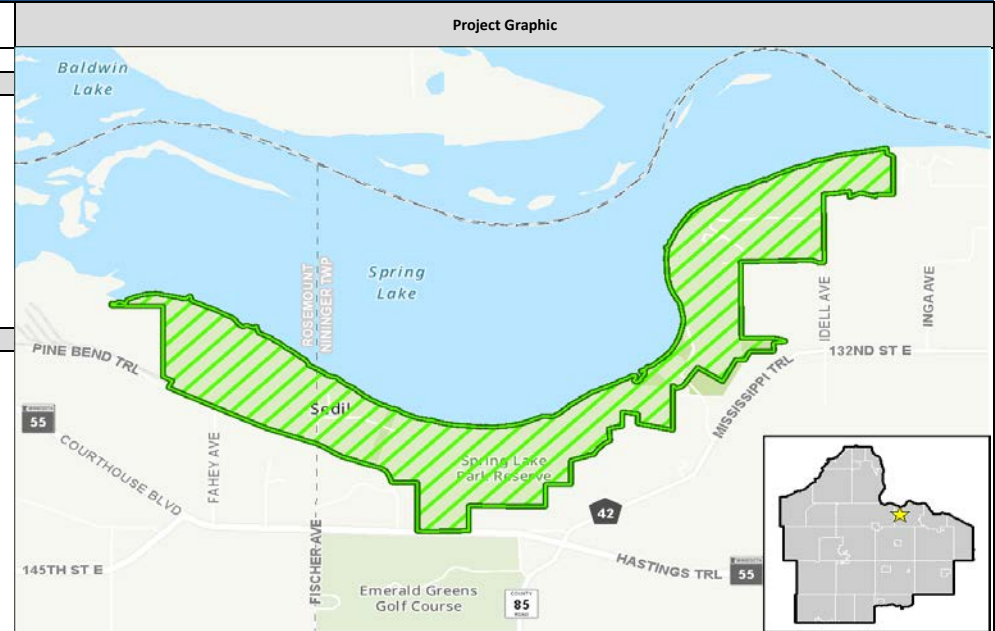 Project Graphic
Baldwin
Lake
ROSEMOUNT
NININGER TWP
Spring
Lake
IDELL AVE
INGA AVE
PINE BEND TRL
132ND ST E
MISSISSIPPI TRL
55
COURTHOUSE BLVD
FAHEY AVE
Spring Lake
Park Reserve
42
FISCHER AVE
HASTINGS TRL
55
145TH ST E
Emerald Greens
Golf Course
COUNTY
85
ROAD